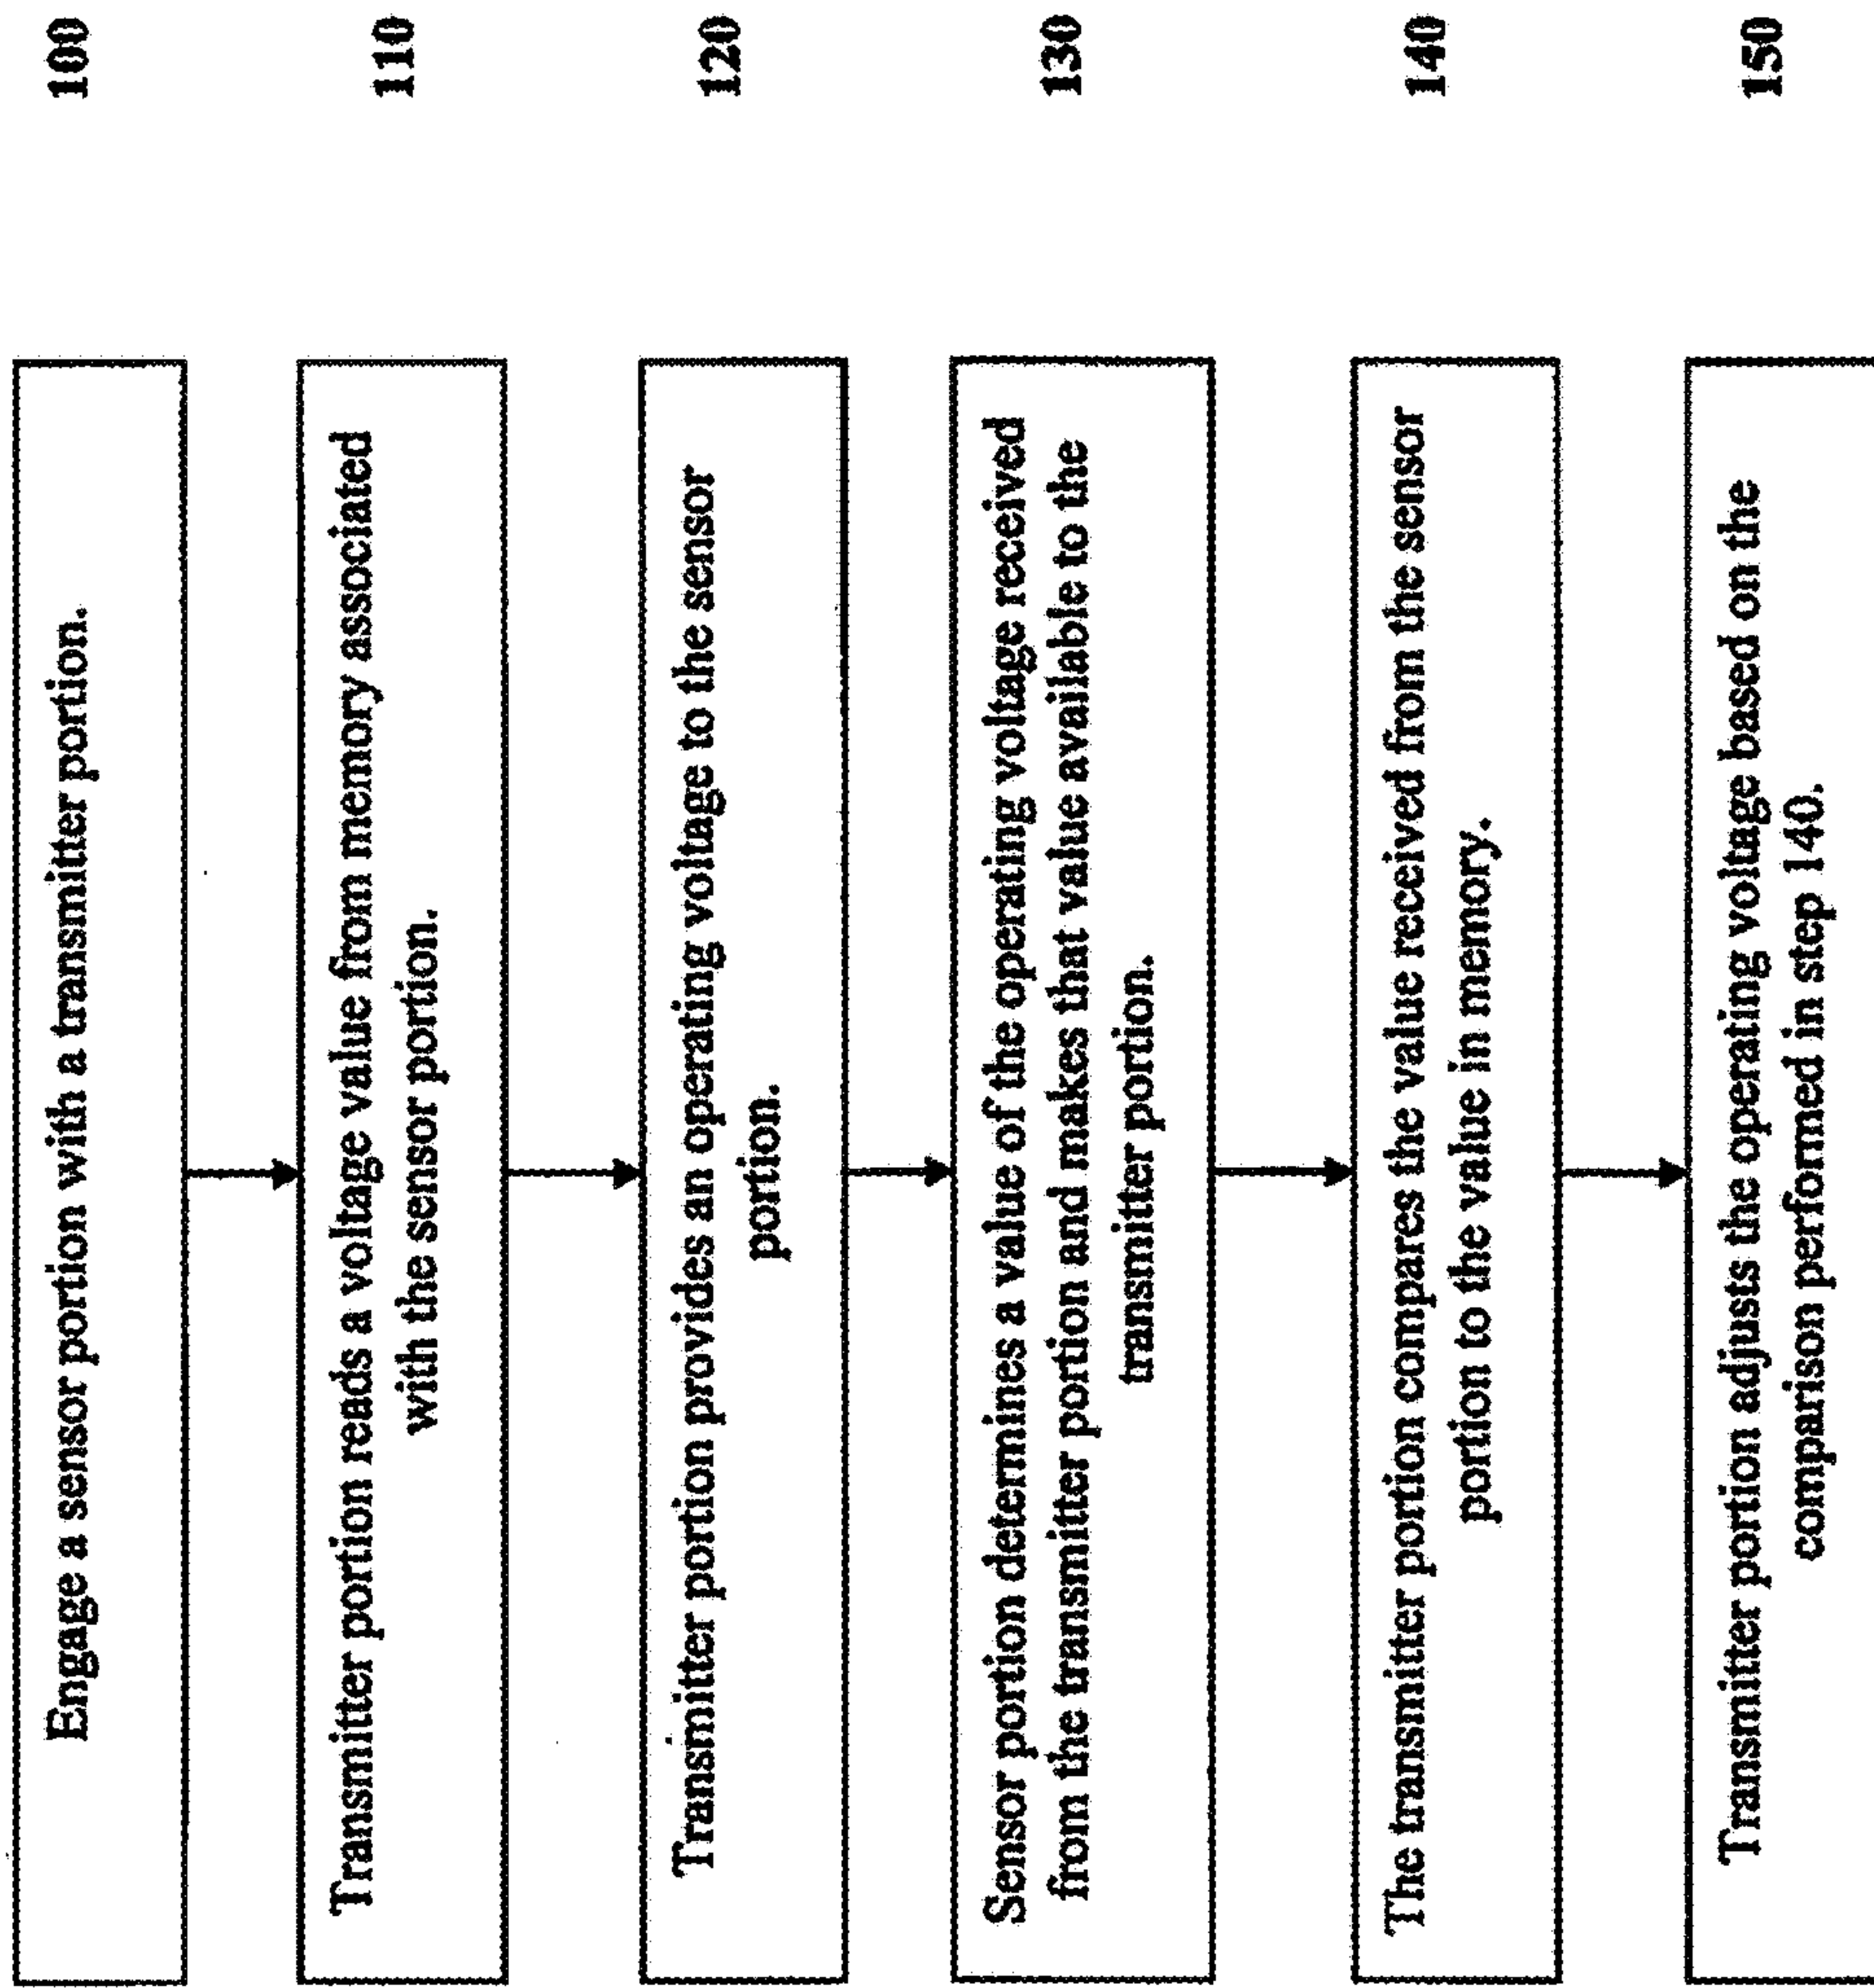 Engage a sensor portion with a transmitter portion.
100
Transmitter portion reads a voltage value from memory associated
with the sensor portion.
110
Transmitter portion provides an operating voltage to the sensor
portion.
120
Sensor portion determines a value of the operating voltage received
from the transmitter portion and makes that value available to the
transmitter portion.
130
The transmitter portion compares the value received from the sensor
portion to the value in memory.
140
Transmitter portion adjusts the operating voltage based on the
comparison performed in step 140.
150